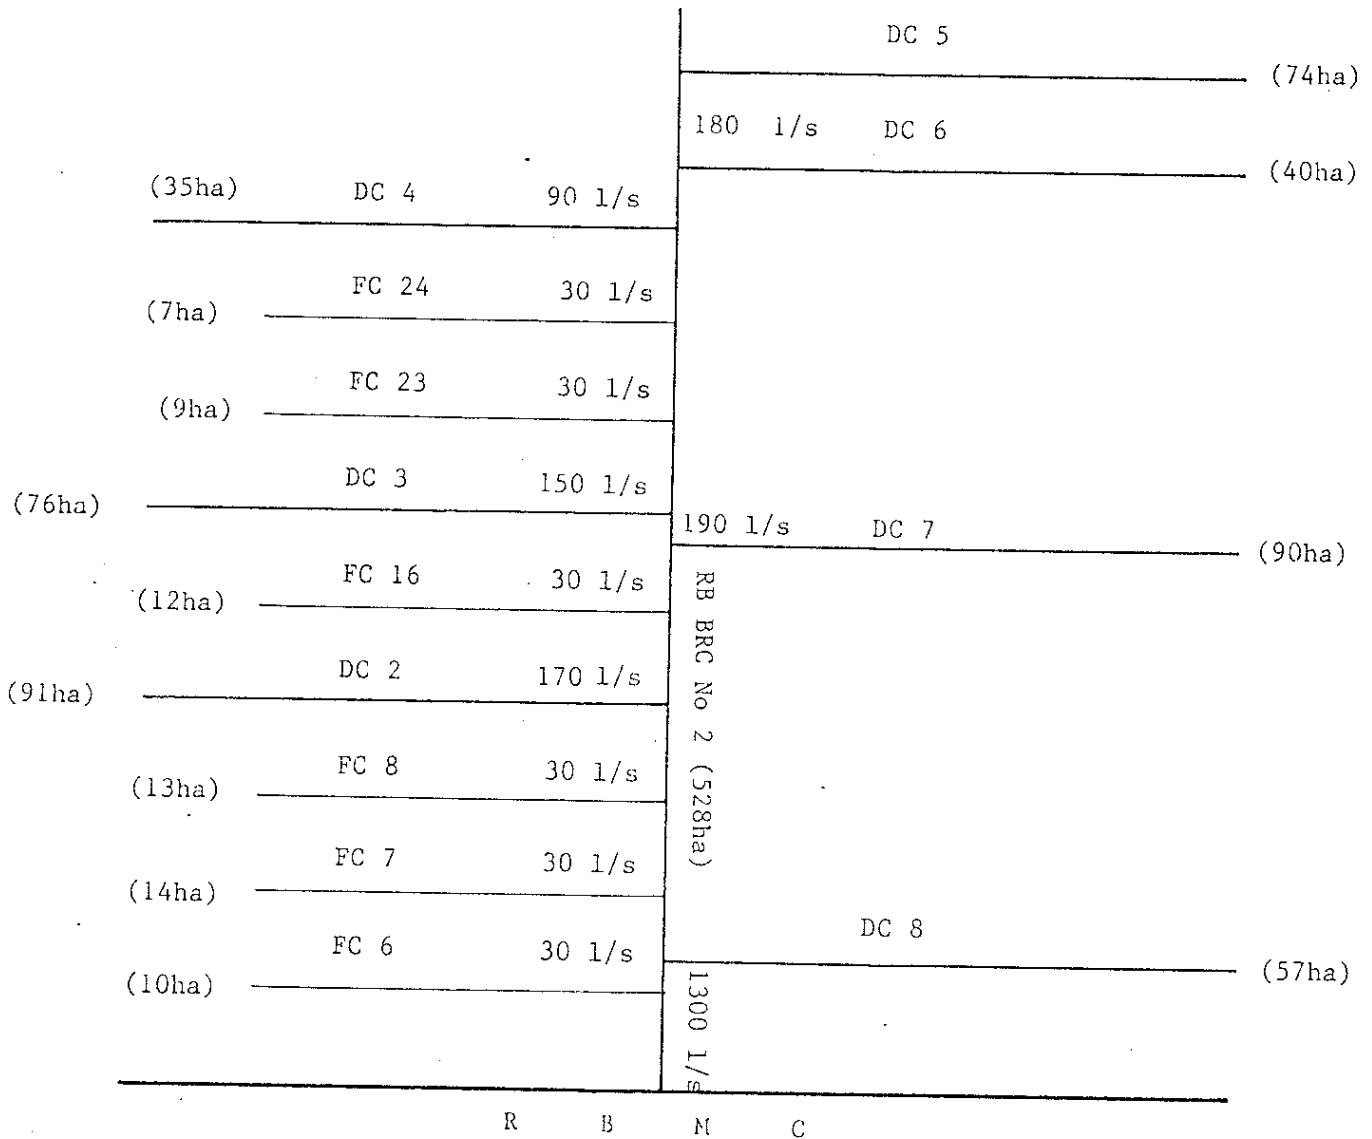 DC 5
(74ha)
180 l/s DC 6
(40ha)
(35ha) DC 4 90 l/s
FC 24 30 l/s
(7ha)
FC 23 30 l/s
(9ha)
DC 3 150 l/s
(76ha)
190 l/s DC 7
(90ha)
FC 16 30 l/s
(12ha)
DC 2 170 l/s
(91ha)
RB BRC No 2 (528ha)
FC 8 30 l/s
(13ha)
FC 7 30 l/s
(14ha)
DC 8
(57ha)
FC 6 30 l/s
(10ha)
1300 l/s
R B M C